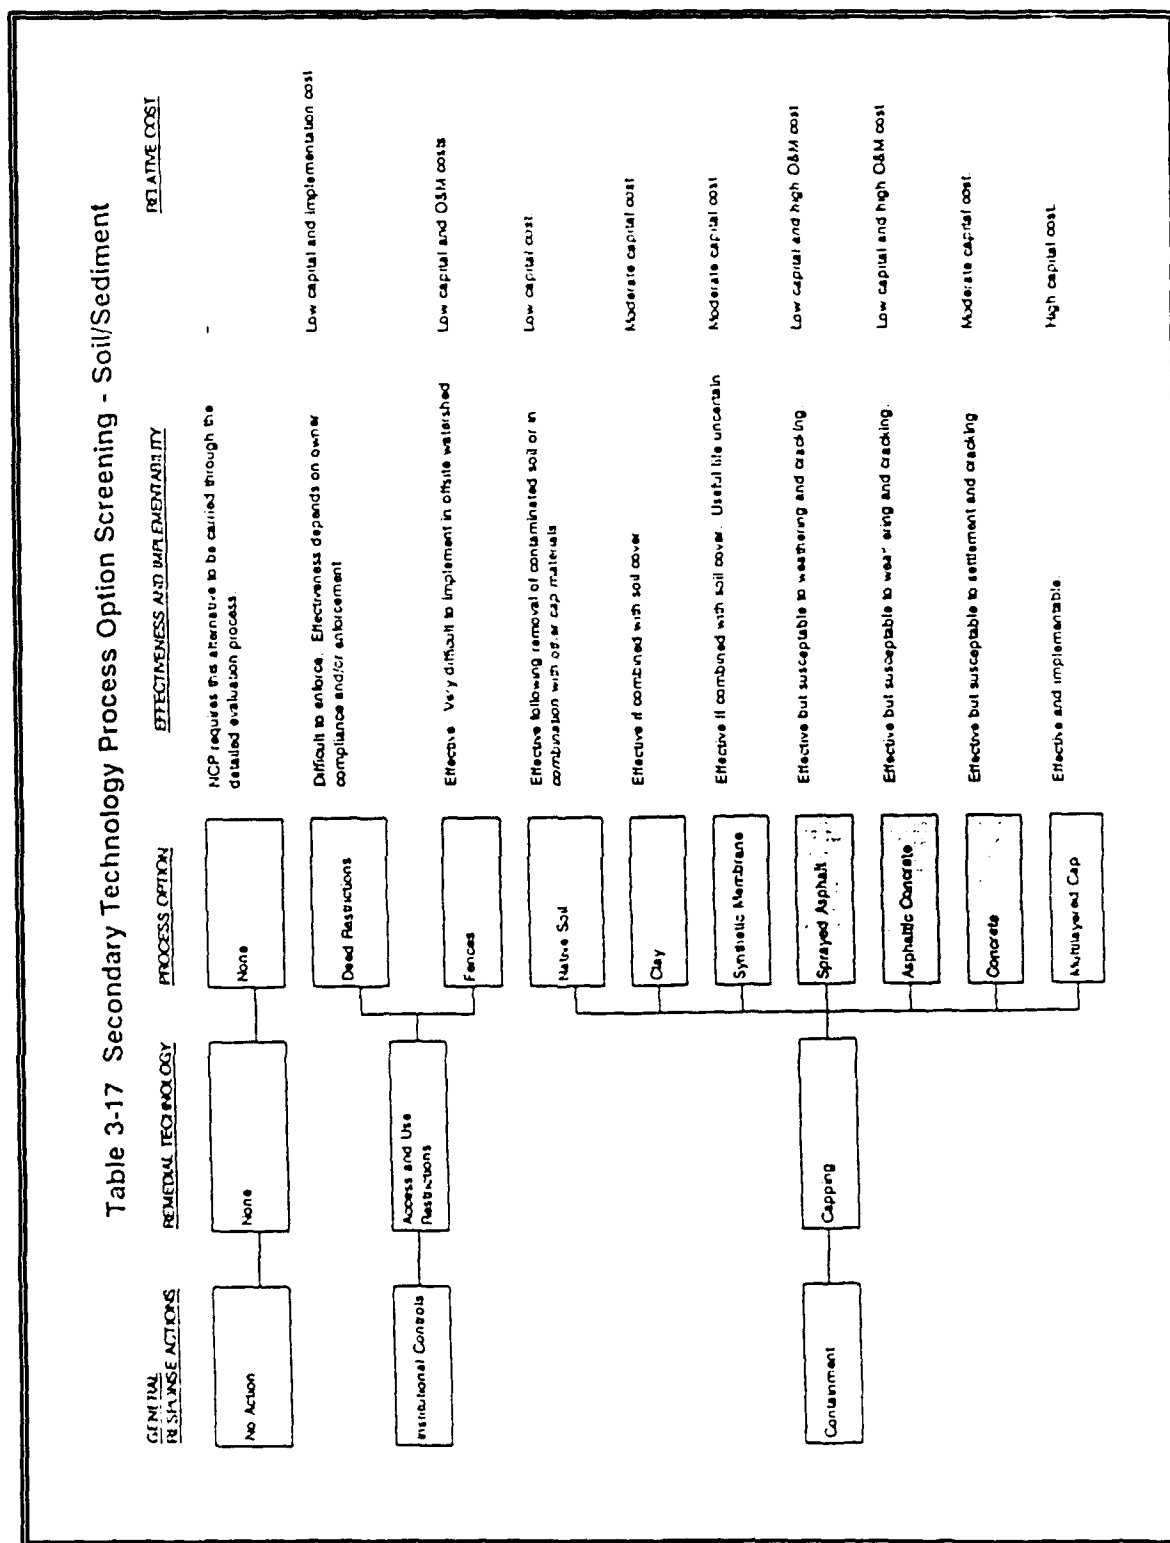 Table 3-17 Secondary Technology Process Option Screening - Soil/Sediment
GENERAL
RESPONSE ACTIONS
REMEDIAL TECHNOLOGY
PROCESS OPTION
EFFECTIVENESS AND IMPLEMENTABILITY
RELATIVE COST
No Action
None
None
NCP requires this alternative to be carried through the
detailed evaluation process.
-
Institutional Controls
Access and Use
Restrictions
Deed Restrictions
Difficult to enforce. Effectiveness depends on owner
compliance and/or enforcement
Low capital and implementation cost
Fences
Effective Very difficult to implement in offsite watershed
Low capital and O&M costs
Containment
Capping
Native Soil
Effective following removal of contaminated soil or in
combination with other cap materials
Low capital cost
Clay
Effective if combined with soil cover
Moderate capital cost
Synthetic Membrane
Effective if combined with soil cover. Useful life uncertain
Moderate capital cost
Sprayed Asphalt
Effective but susceptable to weathering and cracking.
Low capital and high O&M cost
Asphaltic Concrete
Effective but susceptable to and cracking.
Low capital and high O&M cost
Concrete
Effective but susceptable to settlement and cracking
Moderate capital cost.
Multilayered Cap
Effective and implementable.
High capital cost.